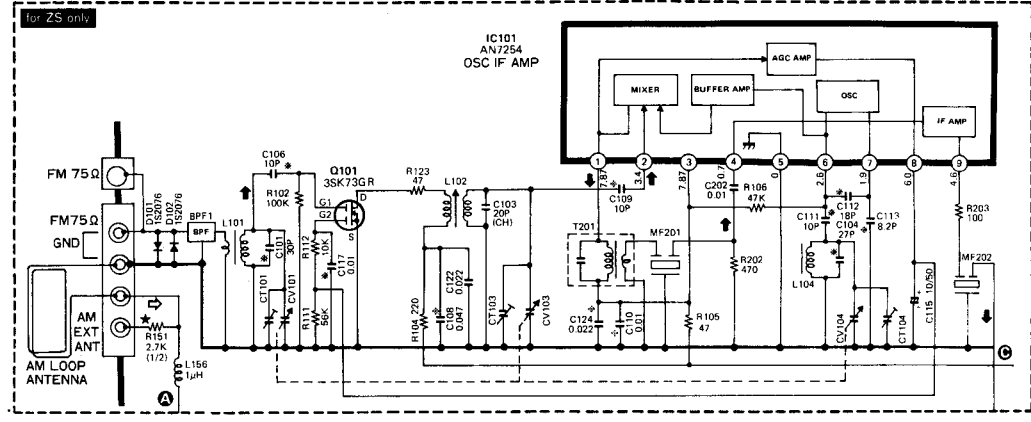 for ZS only
IC101
AN7254
OSC IF AMP
AGC AMP
MIXER
BUFFER AMP
OSC
IF AMP
1
2
3
4
5
6
7
8
9
7.87
3.4
7.87
0.7
0
2.6
1.9
6.0
4.6
FM 75Ω
FM75Ω
GND
AM
EXT
ANT.
AM LOOP
ANTENNA
D101
1S2076
D102
1S2076
BPF1
BPF
L101
C106
10P
R102
100K
Q101
3SK73GR
D
G1
G2
S
R123
47
L102
C103
20P
(CH)
C109
10P
C101
30P
CT101
CV101
R112
10K
C117
0.01
R111
56K
R104 220
C108
0.047
C122
0.022
CT103
CV103
T201
MF201
C124
0.022
C110
0.01
R105
47
C202
0.01
R106
47K
R202
470
C112
18P
C111
10P
C104
27P
C113
8.2P
L104
CV104
CT104
C115 10/50
R203
100
MF202
R151
2.7K
(1/2)
L156
1μH
A
C